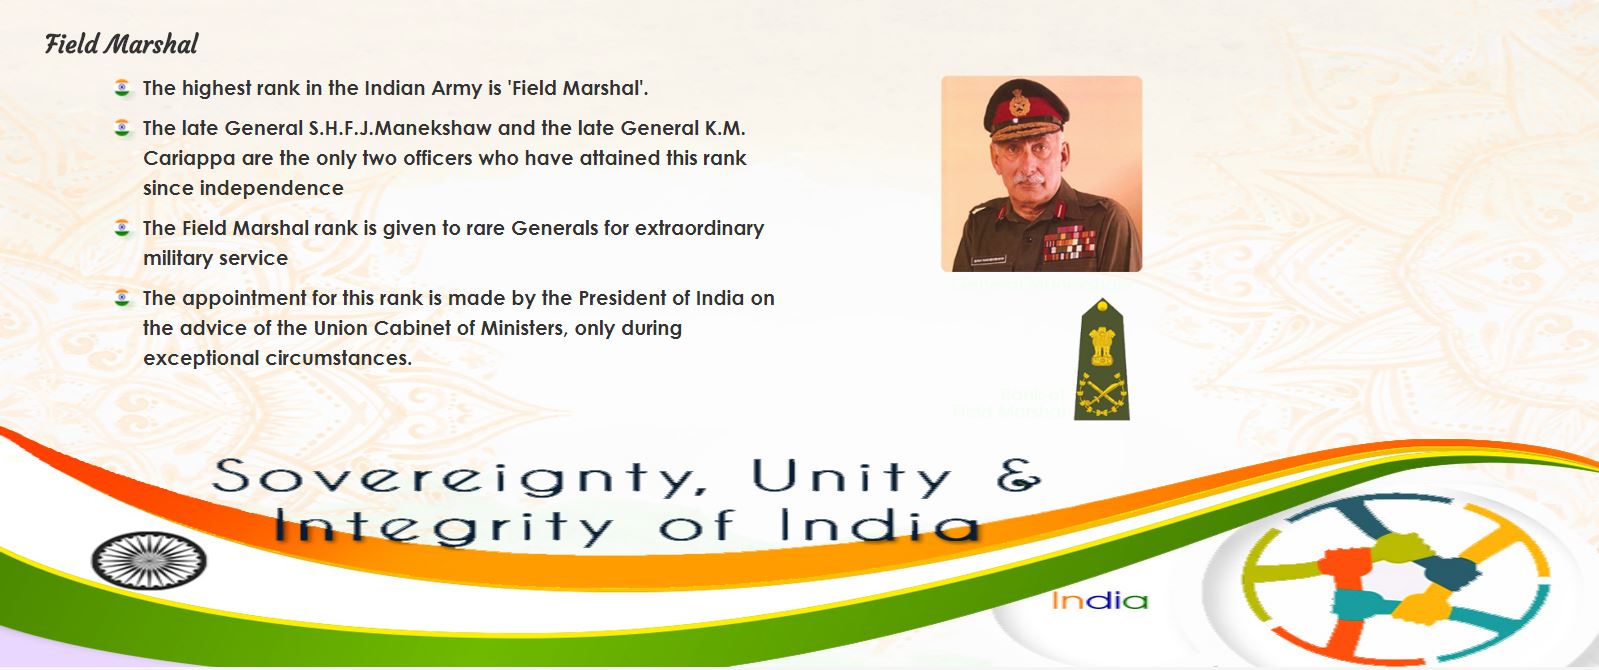 Field Marshal
The highest rank in the Indian Army is 'Field Marshal'.
The late General S.H.F.J.Manekshaw and the late General K.M.
Cariappa are the only two officers who have attained this rank
since independence
The Field Marshal rank is given to rare Generals for extraordinary
military service
The appointment for this rank is made by the President of India on
the advice of the Union Cabinet of Ministers, only during
exceptional circumstances.
Rank of
Field Marshal
Sovereignty, Unity &
Integrity of India
India